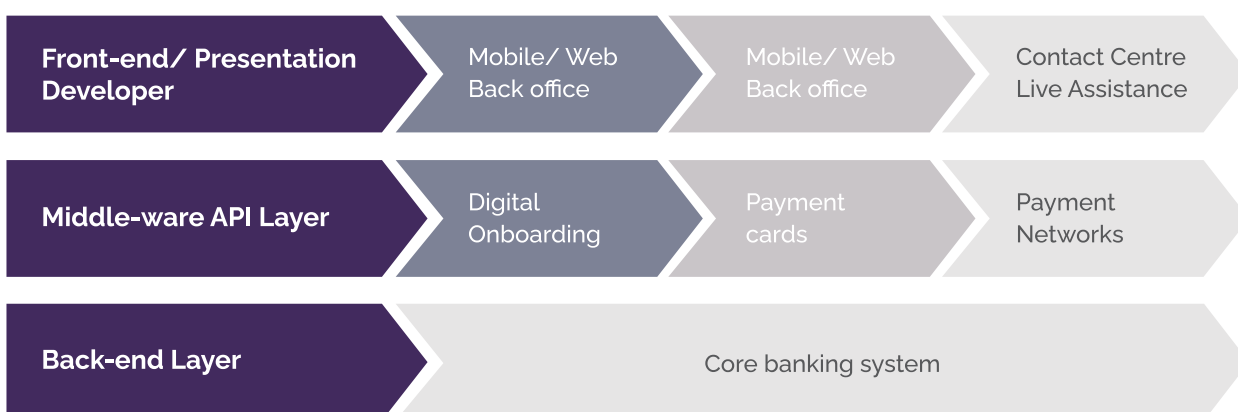 Front-end/ Presentation
Developer
Mobile/ Web
Back office
Mobile/ Web
Back office
Contact Centre
Live Assistance
Middle-ware API Layer
Digital
Onboarding
Payment
cards
Payment
Networks
Back-end Layer
Core banking system